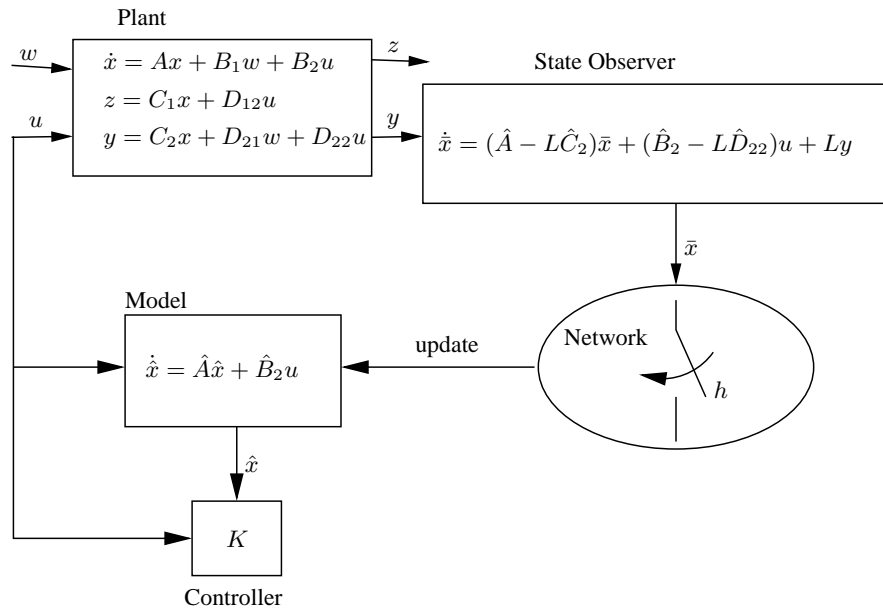 Plant
w
ẋ = Ax + B₁w + B₂u
z = C₁x + D₁₂u
y = C₂x + D₂₁w + D₂₂u
z
u
y
State Observer
x̄̇ = (Â − LĈ₂)x̄ + (B̂₂ − LD̂₂₂)u + Ly
x̄
Network
h
update
Model
x̂̇ = Âx̂ + B̂₂u
x̂
K
Controller